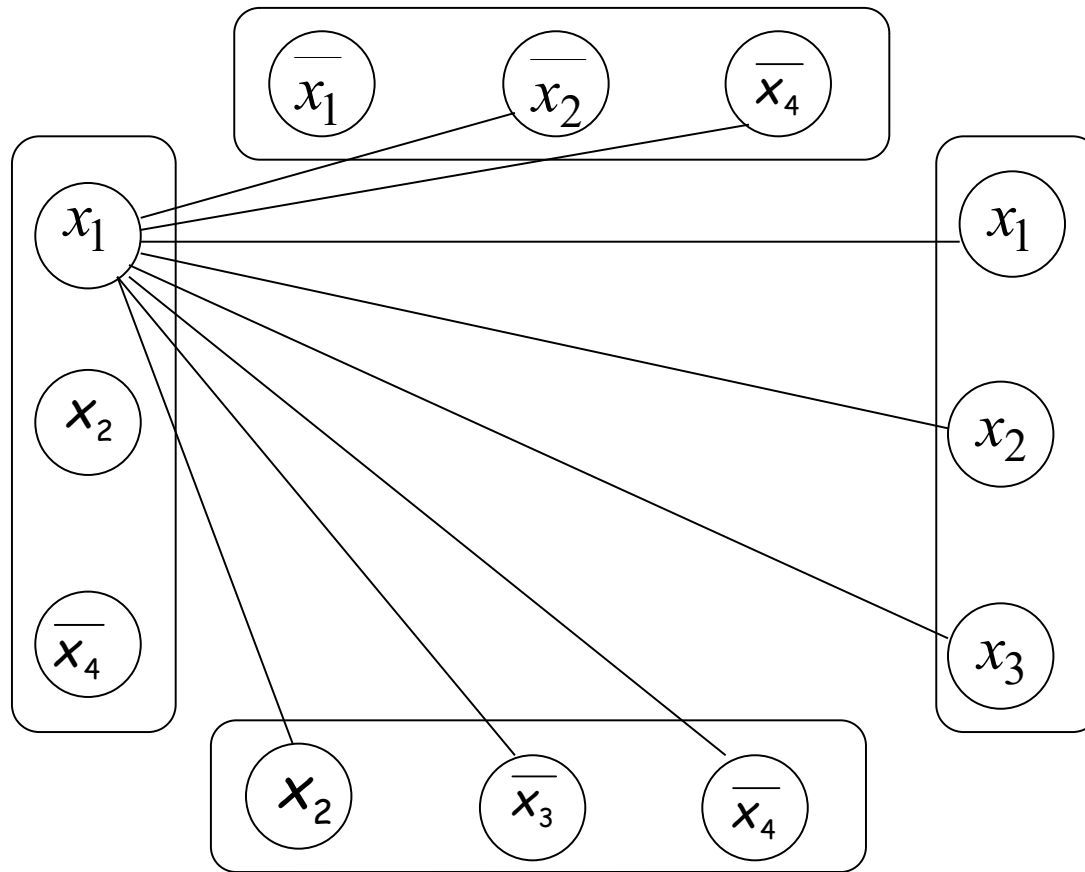 x̅₁ x̅₂ x̅₄
x₁ x₁
x₂ x₂
x̅₄ x₃
x₂ x̅₃ x̅₄